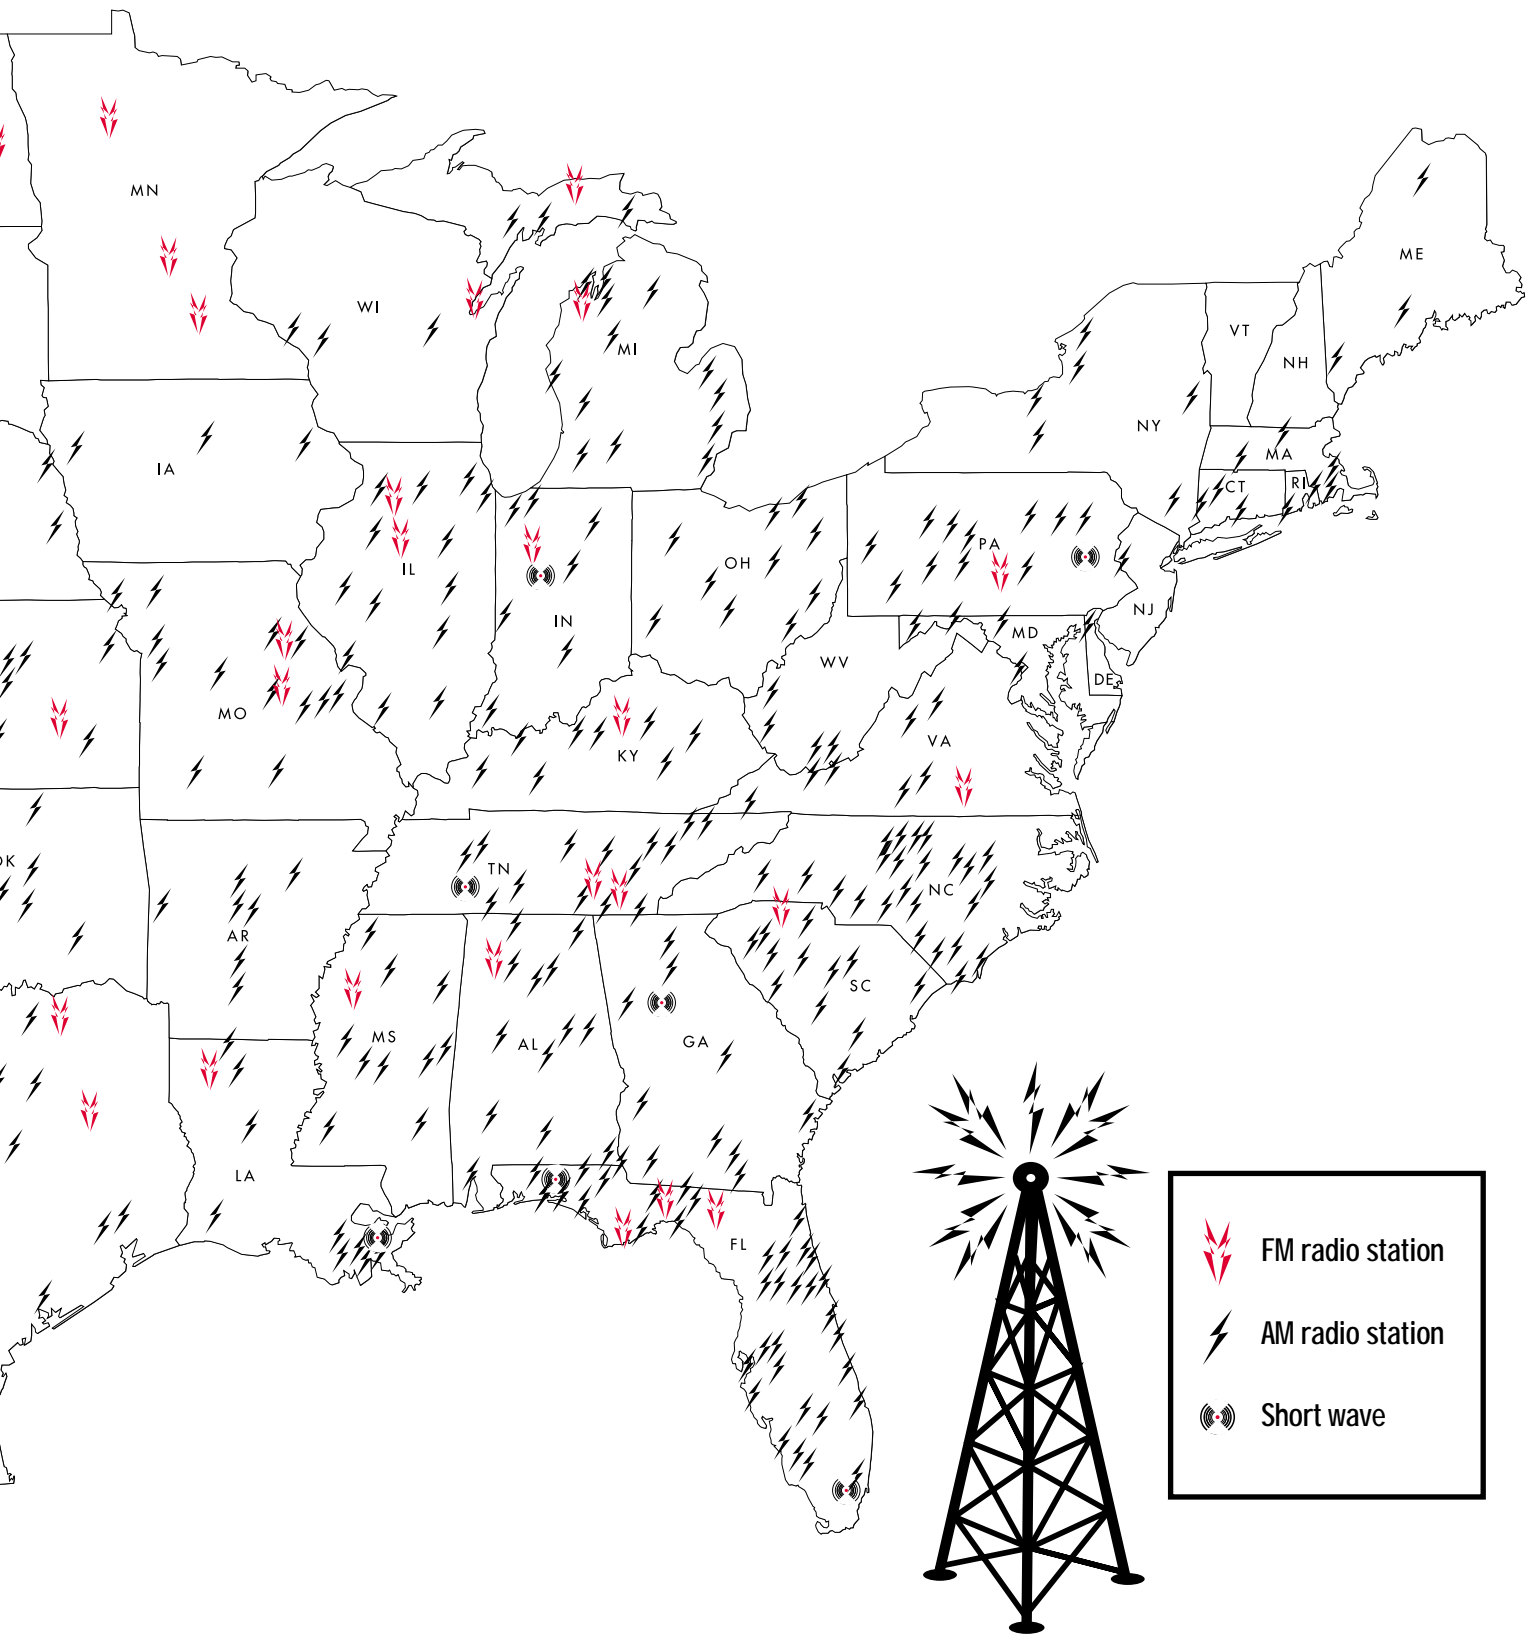 MN
ME
WI
VT
MI
NH
NY
MA
IA
CT
RI
PA
OH
IL
NJ
IN
MD
WV
DE
MO
VA
KY
OK
TN
NC
AR
SC
MS
GA
AL
LA
FL
FM radio station
AM radio station
Short wave